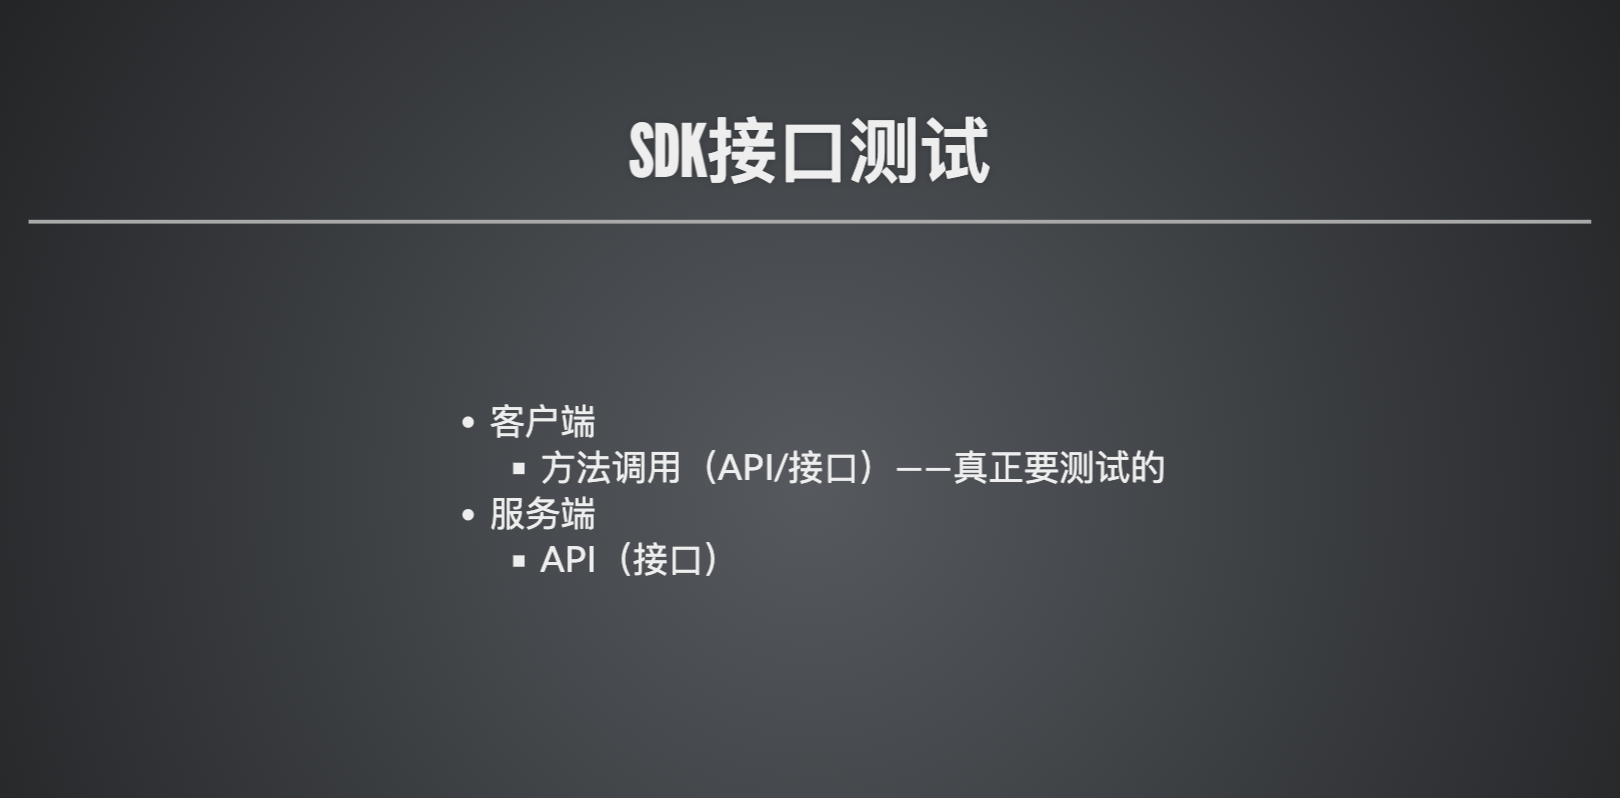 SDK接口测试
• 客户端
▪ 方法调用（API/接口）——真正要测试的
• 服务端
▪ API（接口）